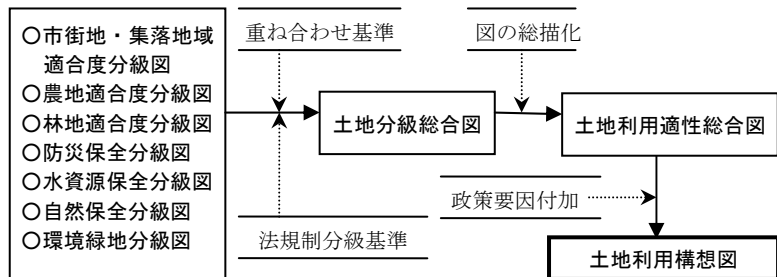 ○市街地・集落地域
適合度分級図
○農地適合度分級図
○林地適合度分級図
○防災保全分級図
○水資源保全分級図
○自然保全分級図
○環境緑地分級図
重ね合わせ基準
法規制分級基準
土地分級総合図
図の総描化
土地利用適性総合図
政策要因付加
土地利用構想図